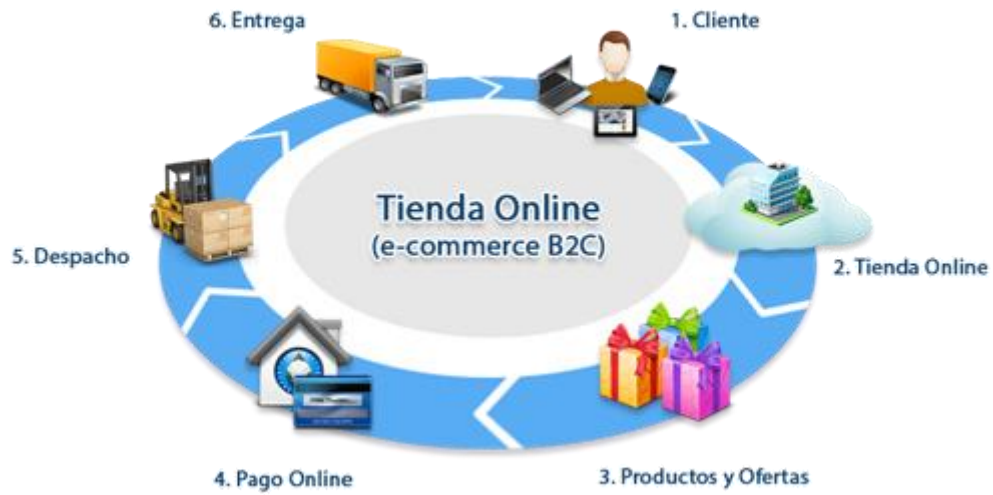 6. Entrega
1. Cliente
Tienda Online
(e-commerce B2C)
5. Despacho
2. Tienda Online
4. Pago Online
3. Productos y Ofertas